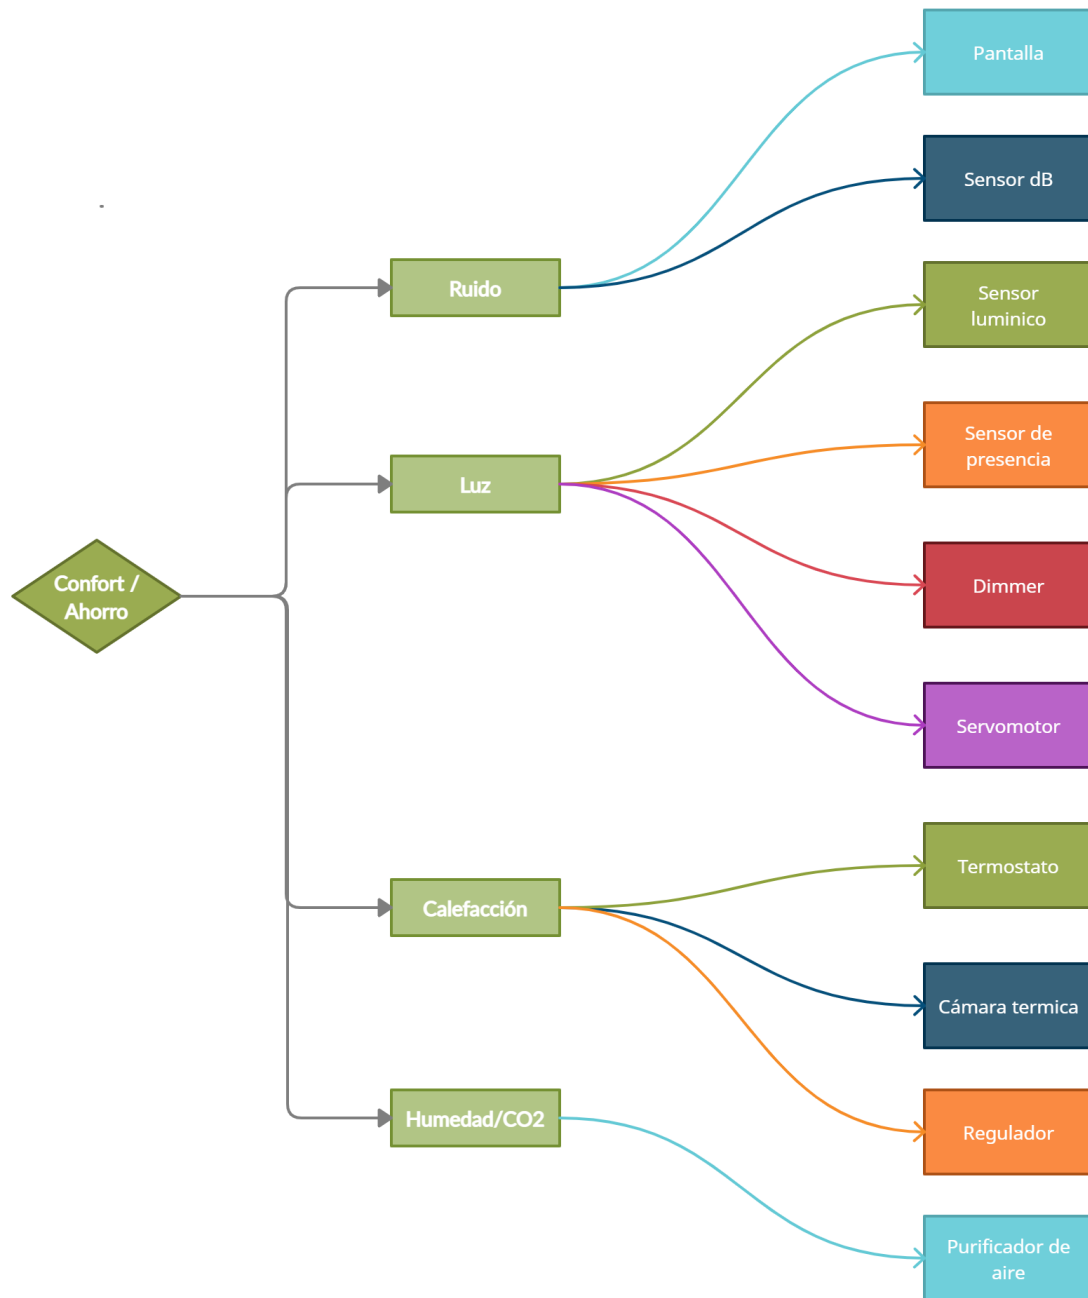 Pantalla
Sensor dB
Sensor
luminico
Ruido
Sensor de
presencia
Luz
Confort /
Ahorro
Dimmer
Servomotor
Termostato
Calefacción
Cámara termica
Humedad/CO2
Regulador
Purificador de
aire